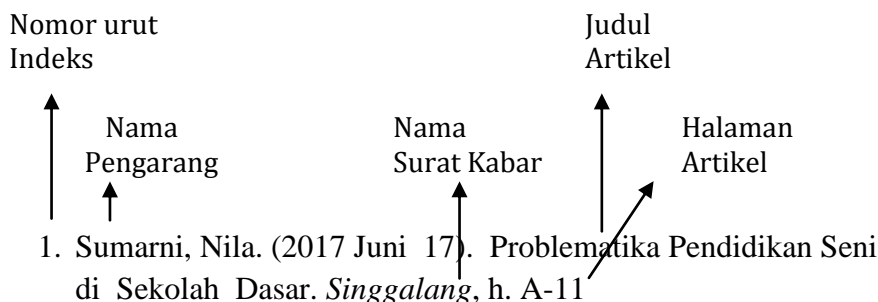 Nomor urut Judul
Indeks Artikel
Nama Nama Halaman
Pengarang Surat Kabar Artikel
1. Sumarni, Nila. (2017 Juni 17). Problematika Pendidikan Seni
di Sekolah Dasar. Singgalang, h. A-11